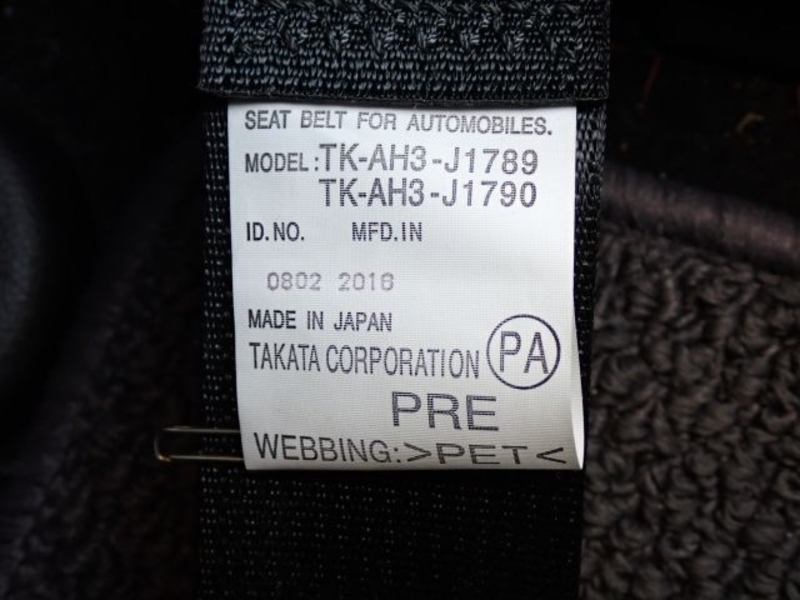 SEAT BELT FOR AUTOMOBILES.
MODEL:TK-AH3-J1789
TK-AH3-J1790
ID.NO. MFD.IN
0802 2016
MADE IN JAPAN
TAKATA CORPORATION PA
PRE
WEBBING:>PET<